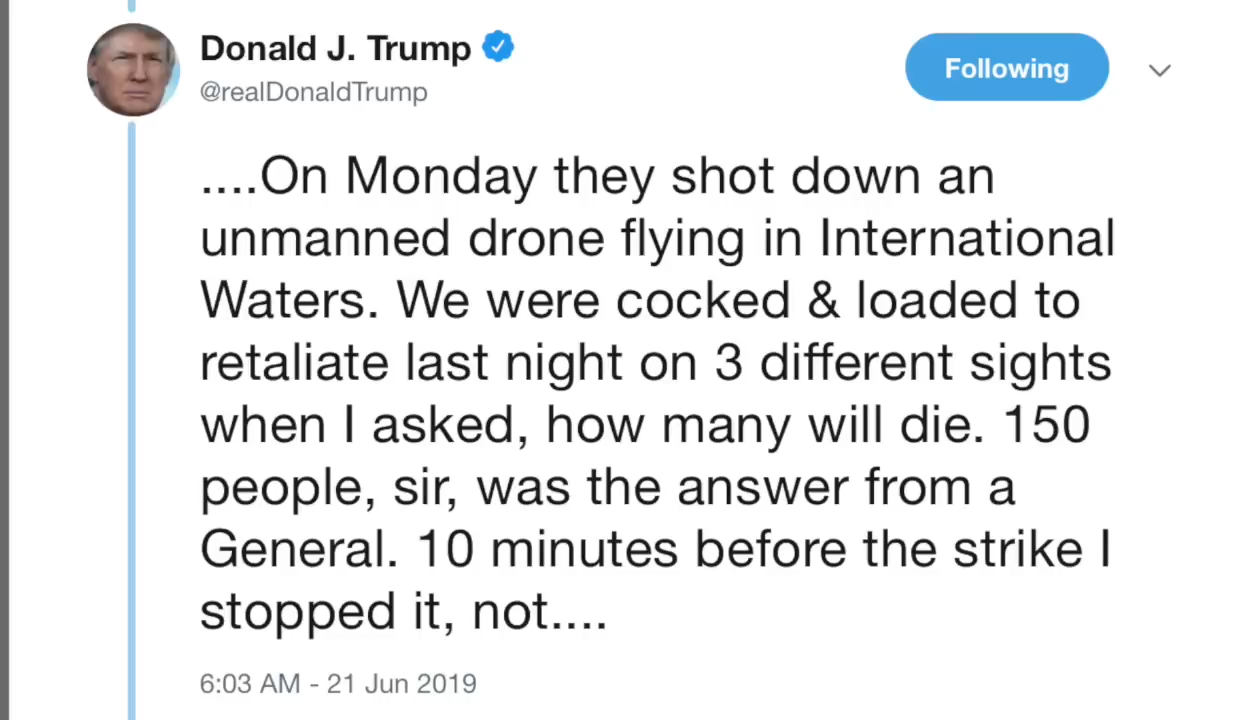 Donald J. Trump
@realDonaldTrump
Following
....On Monday they shot down an
unmanned drone flying in International
Waters. We were cocked & loaded to
retaliate last night on 3 different sights
when I asked, how many will die. 150
people, sir, was the answer from a
General. 10 minutes before the strike I
stopped it, not....
6:03 AM - 21 Jun 2019